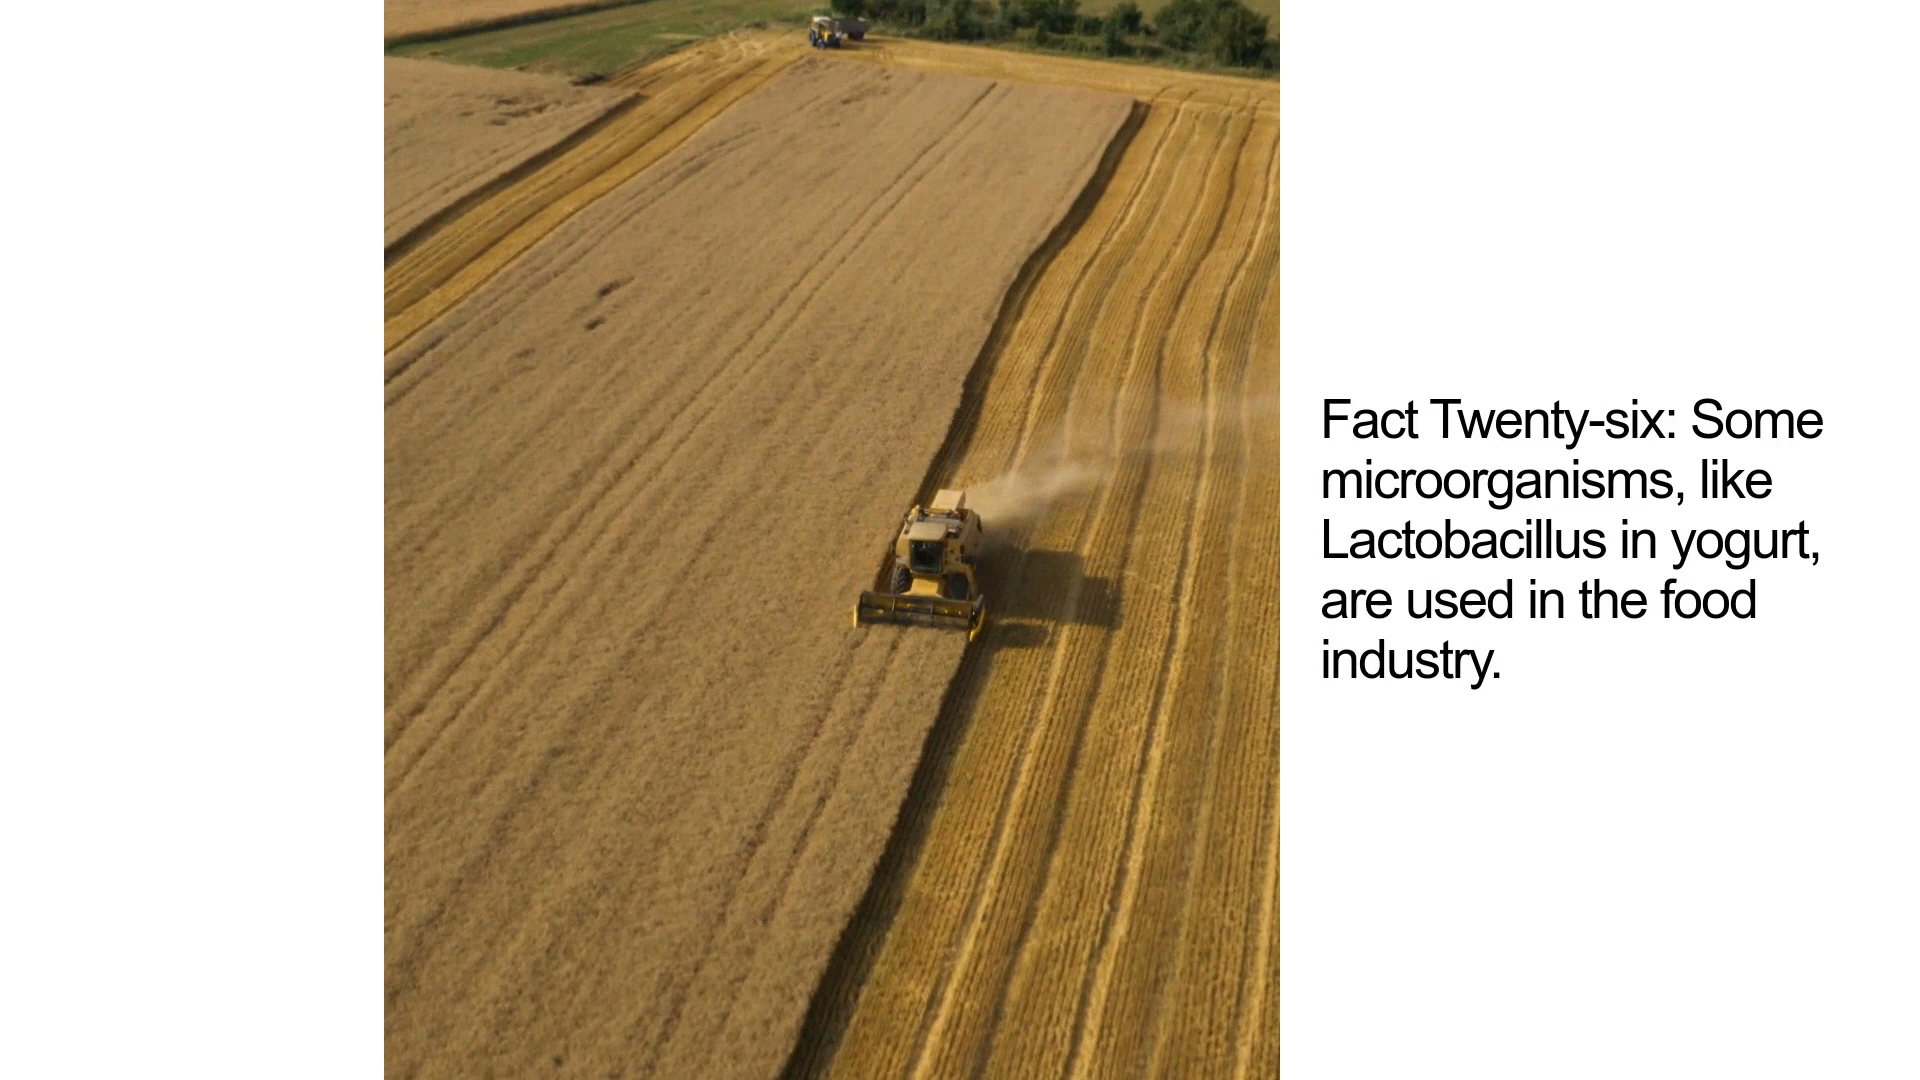 Fact Twenty-six: Some
microorganisms, like
Lactobacillus in yogurt,
are used in the food
industry.